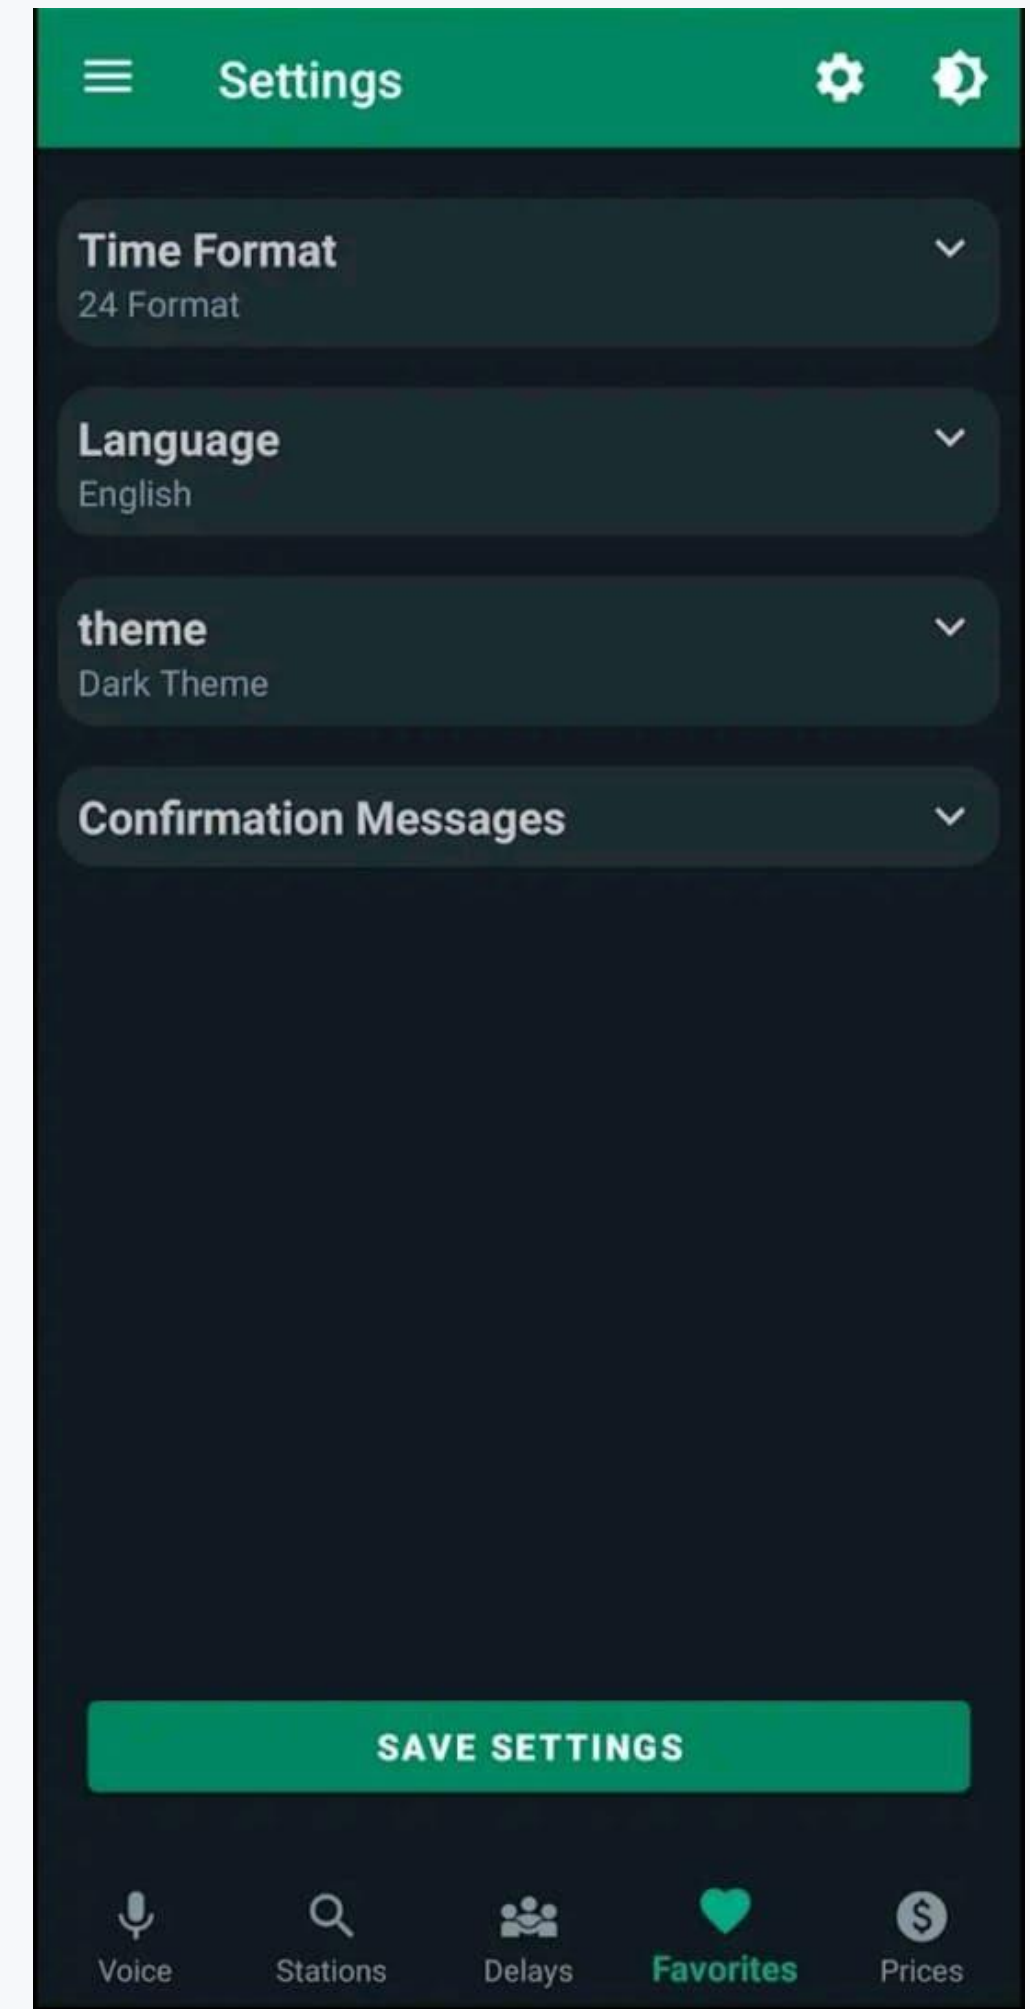 Settings
Time Format
24 Format
Language
English
theme
Dark Theme
Confirmation Messages
SAVE SETTINGS
Voice
Stations
Delays
Favorites
Prices